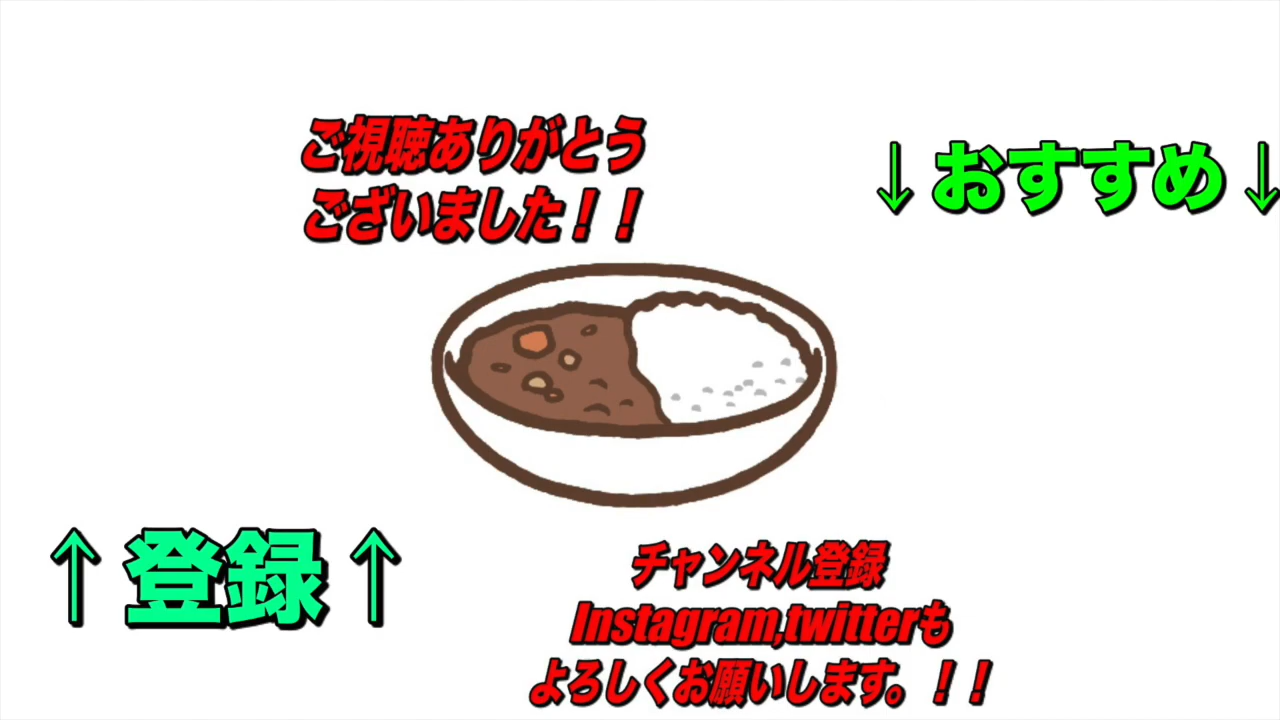 ご視聴ありがとう
ございました！！
↓おすすめ↓
↑登録↑
チャンネル登録
Instagram,twitterも
よろしくお願いします。！！